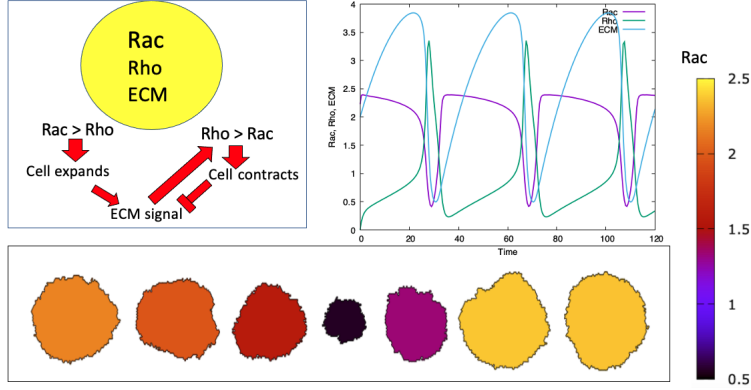 Rac
Rho
ECM
Rac > Rho
Rho > Rac
Cell expands
Cell contracts
ECM signal
Rac, Rho, ECM
4
3.5
3
2.5
2
1.5
1
0.5
0
0 20 40 60 80 100 120
Time
Rac
Rho
ECM
Rac
2.5
2
1.5
1
0.5